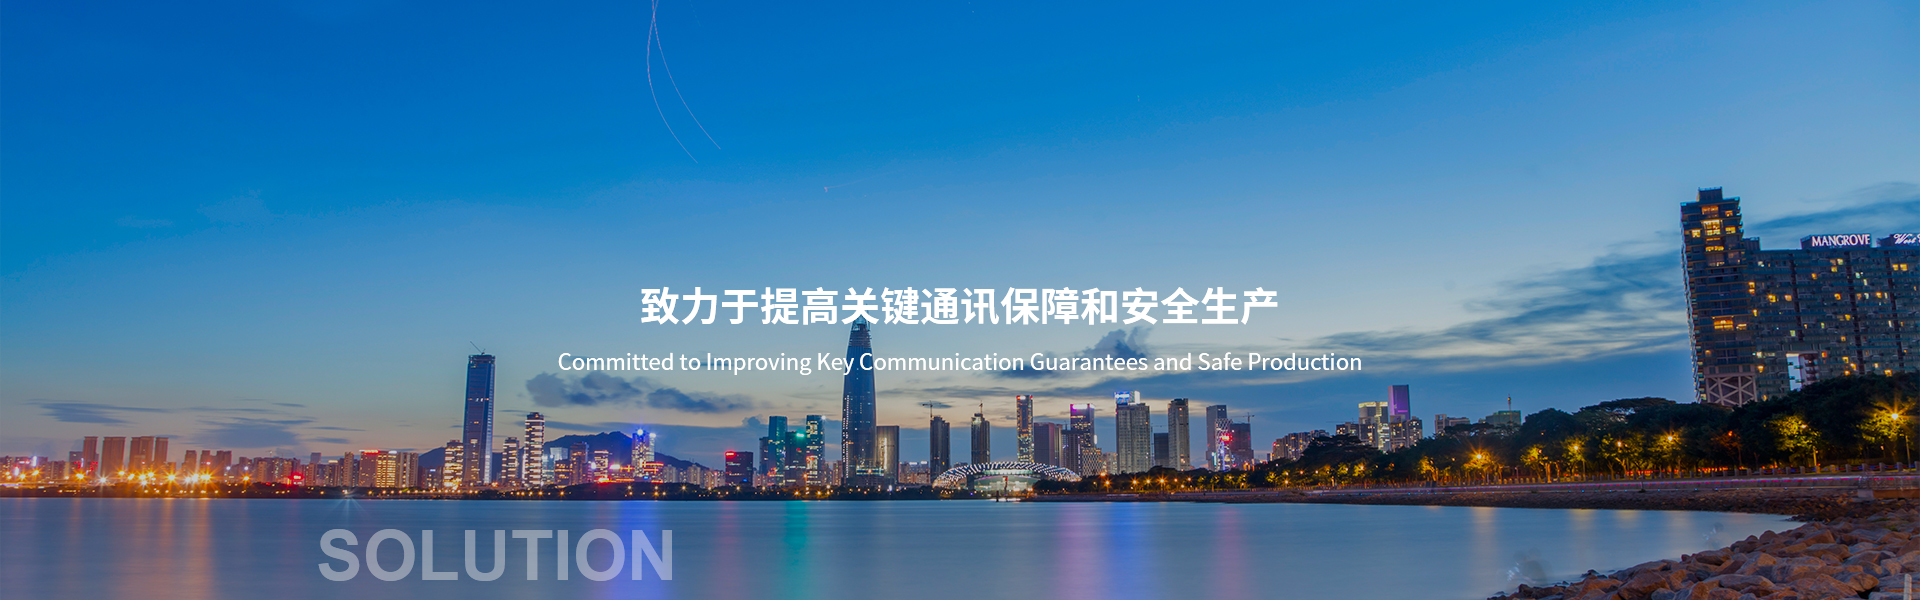 致力于提高关键通讯保障和安全生产
Committed to Improving Key Communication Guarantees and Safe Production
MANGROVE
West
SOLUTION